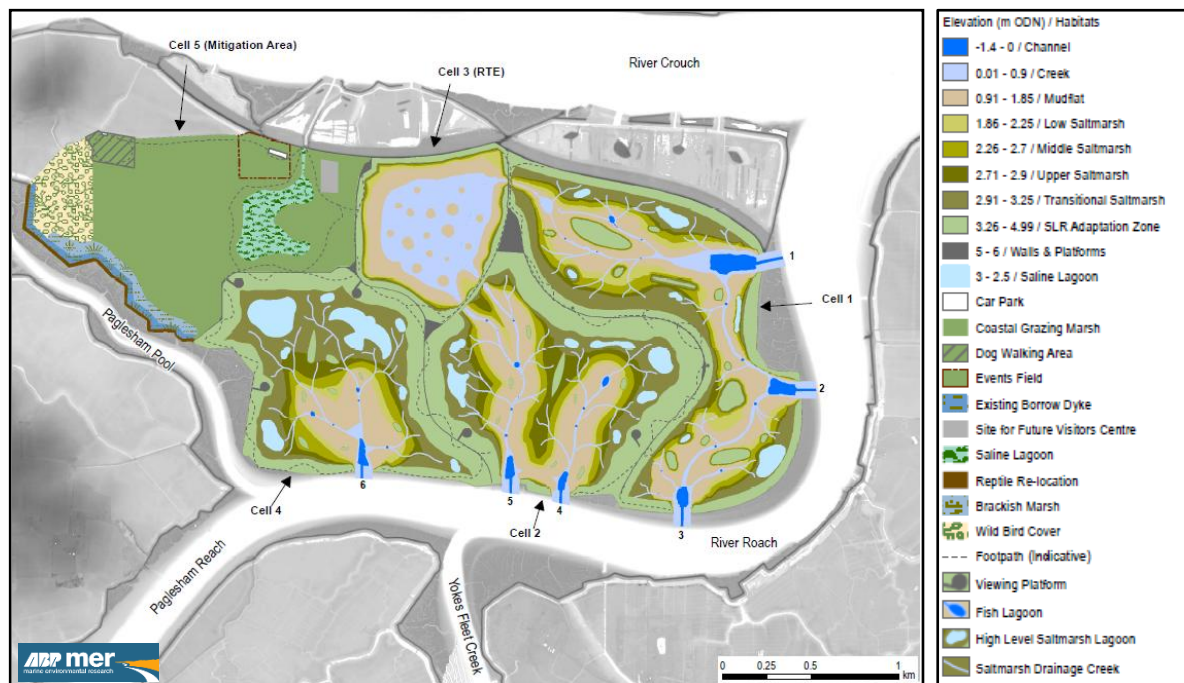 Cell 5 (Mitigation Area)
Cell 3 (RTE)
River Crouch
1
Cell 1
2
Paglesham Pool
6
5
4
3
Cell 4
Cell 2
River Roach
Paglesham Reach
Yokes Fleet Creek
ABP mer
marine environmental research
0 0.25 0.5 1
km
Elevation (m ODN) / Habitats
-1.4 - 0 / Channel
0.01 - 0.9 / Creek
0.91 - 1.85 / Mudflat
1.86 - 2.25 / Low Saltmarsh
2.26 - 2.7 / Middle Saltmarsh
2.71 - 2.9 / Upper Saltmarsh
2.91 - 3.25 / Transitional Saltmarsh
3.26 - 4.99 / SLR Adaptation Zone
5 - 6 / Walls & Platforms
3 - 2.5 / Saline Lagoon
Car Park
Coastal Grazing Marsh
Dog Walking Area
Events Field
Existing Borrow Dyke
Site for Future Visitors Centre
Saline Lagoon
Reptile Re-location
Brackish Marsh
Wild Bird Cover
Footpath (Indicative)
Viewing Platform
Fish Lagoon
High Level Saltmarsh Lagoon
Saltmarsh Drainage Creek